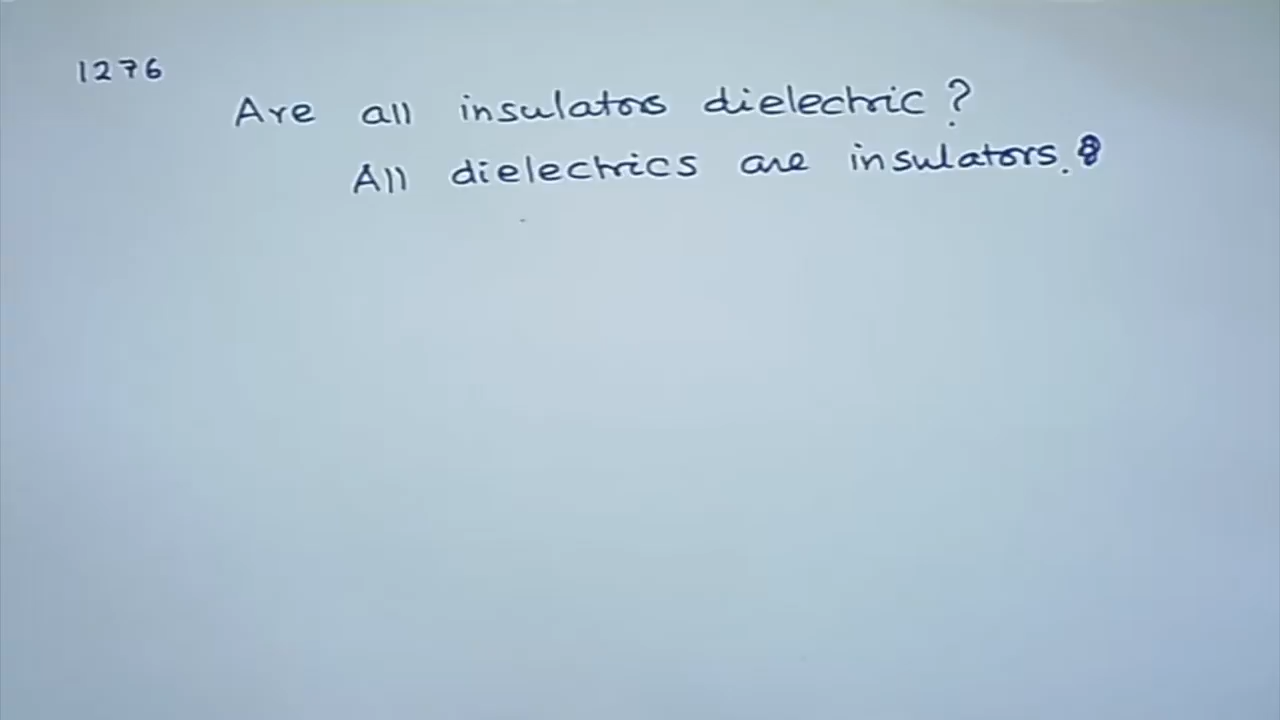 1276
Are all insulators dielectric?
All dielectrics are insulators.